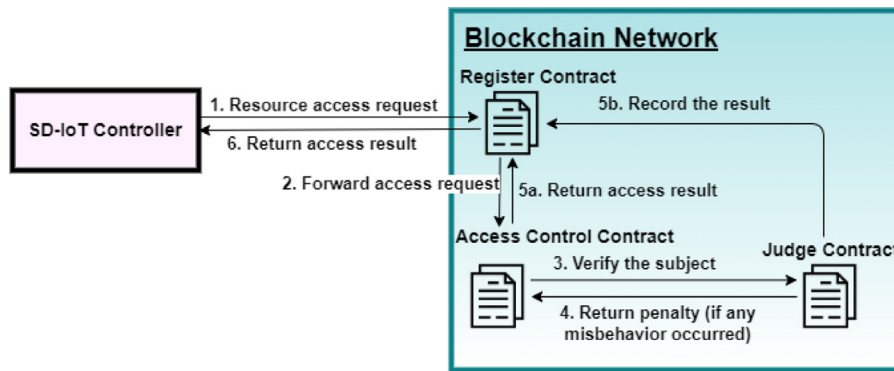 Blockchain Network
Register Contract
1. Resource access request
5b. Record the result
SD-IoT Controller
6. Return access result
2. Forward access request
5a. Return access result
Access Control Contract
Judge Contract
3. Verify the subject
4. Return penalty (if any
misbehavior occurred)